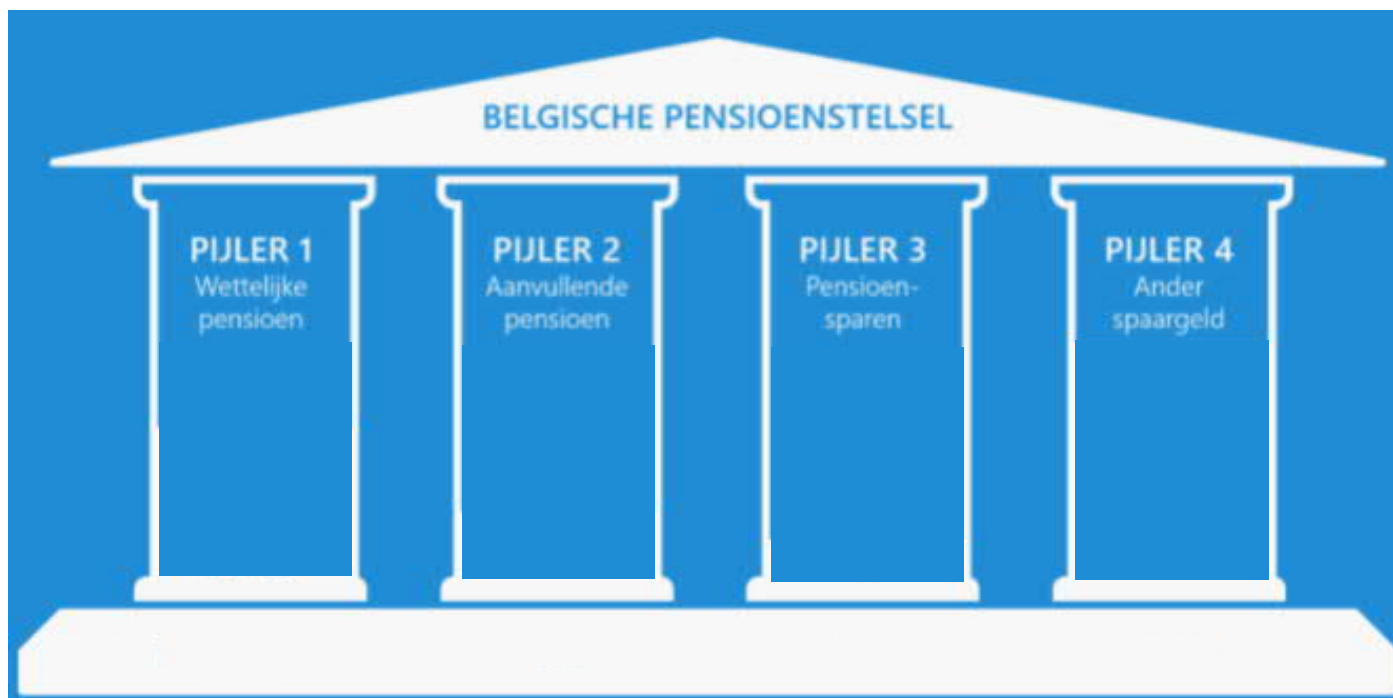 BELGISCHE PENSIOENSTELSEL
PIJLER 1
Wettelijke
pensioen
PIJLER 2
Aanvullende
pensioen
PIJLER 3
Pensioen-
sparen
PIJLER 4
Ander
spaargeld